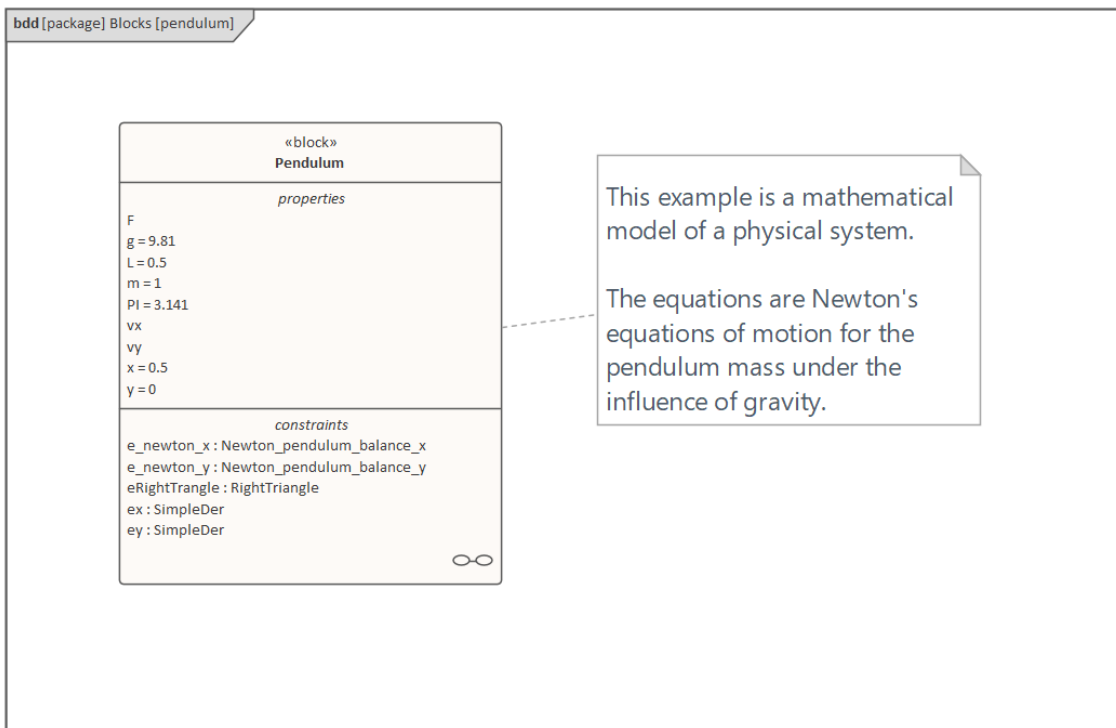 bdd [package] Blocks [pendulum]
«block»
Pendulum
properties
F
g = 9.81
L = 0.5
m = 1
PI = 3.141
vx
vy
x = 0.5
y = 0
constraints
e_newton_x : Newton_pendulum_balance_x
e_newton_y : Newton_pendulum_balance_y
eRightTrangle : RightTriangle
ex : SimpleDer
ey : SimpleDer
This example is a mathematical
model of a physical system.
The equations are Newton's
equations of motion for the
pendulum mass under the
influence of gravity.